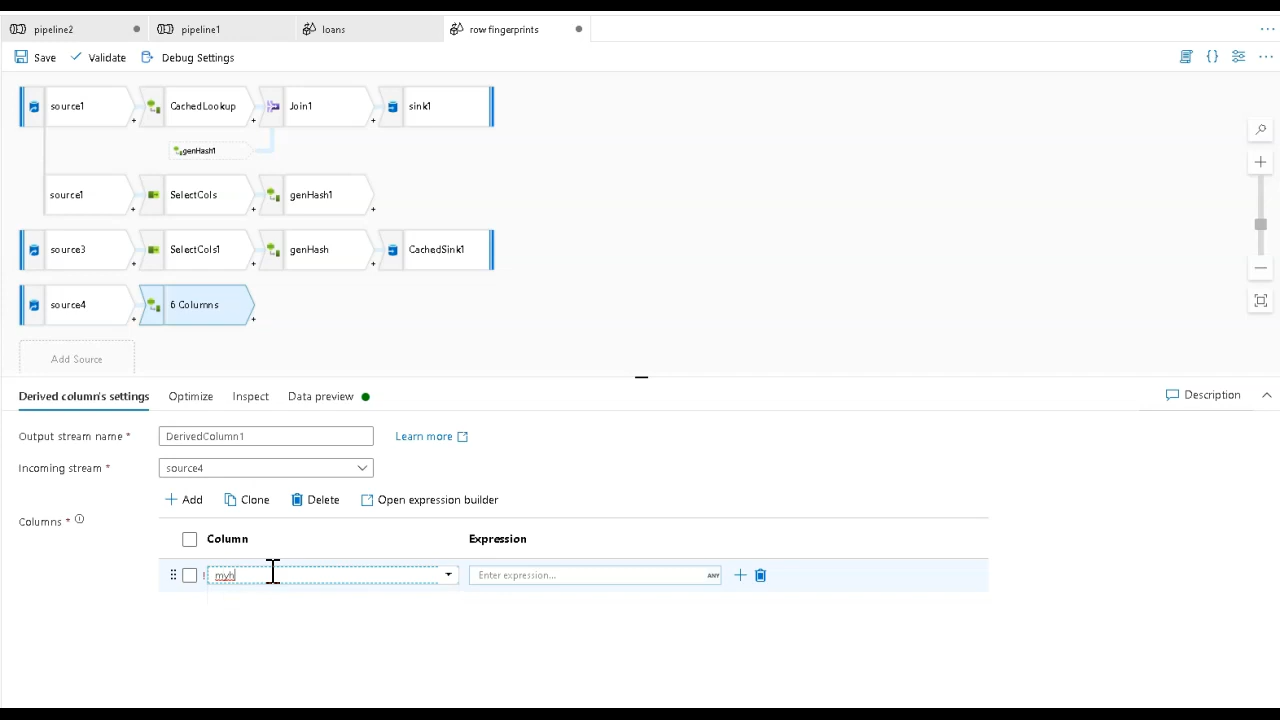 pipeline2 pipeline1 loans row fingerprints
Save Validate Debug Settings
source1 CachedLookup Join1 sink1
genHash1
source1 SelectCols genHash1
source3 SelectCols1 genHash CachedSink1
source4 6 Columns
Add Source
Derived column's settings Optimize Inspect Data preview Description
Output stream name * DerivedColumn1 Learn more
Incoming stream * source4
Add Clone Delete Open expression builder
Columns *
Column Expression
myh Enter expression... ANY